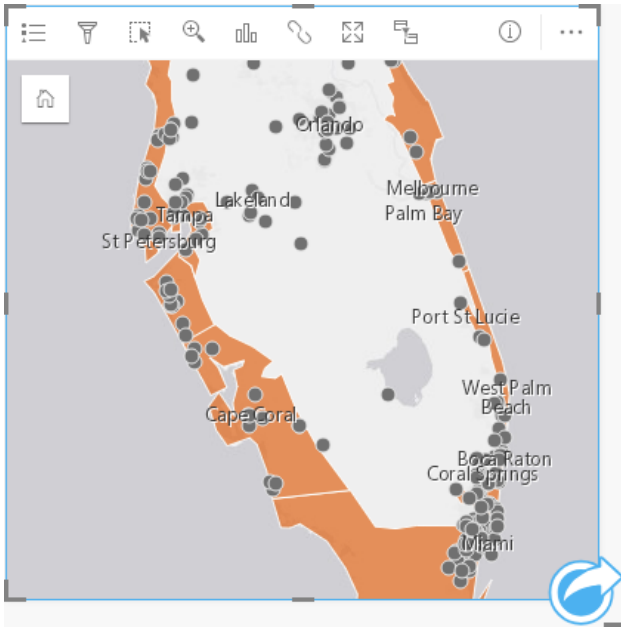 Orlando
Melbourne
Lakeland
Palm Bay
Tampa
St Petersburg
Port St Lucie
West Palm
Beach
Cape Coral
Boca Raton
Coral Springs
Miami